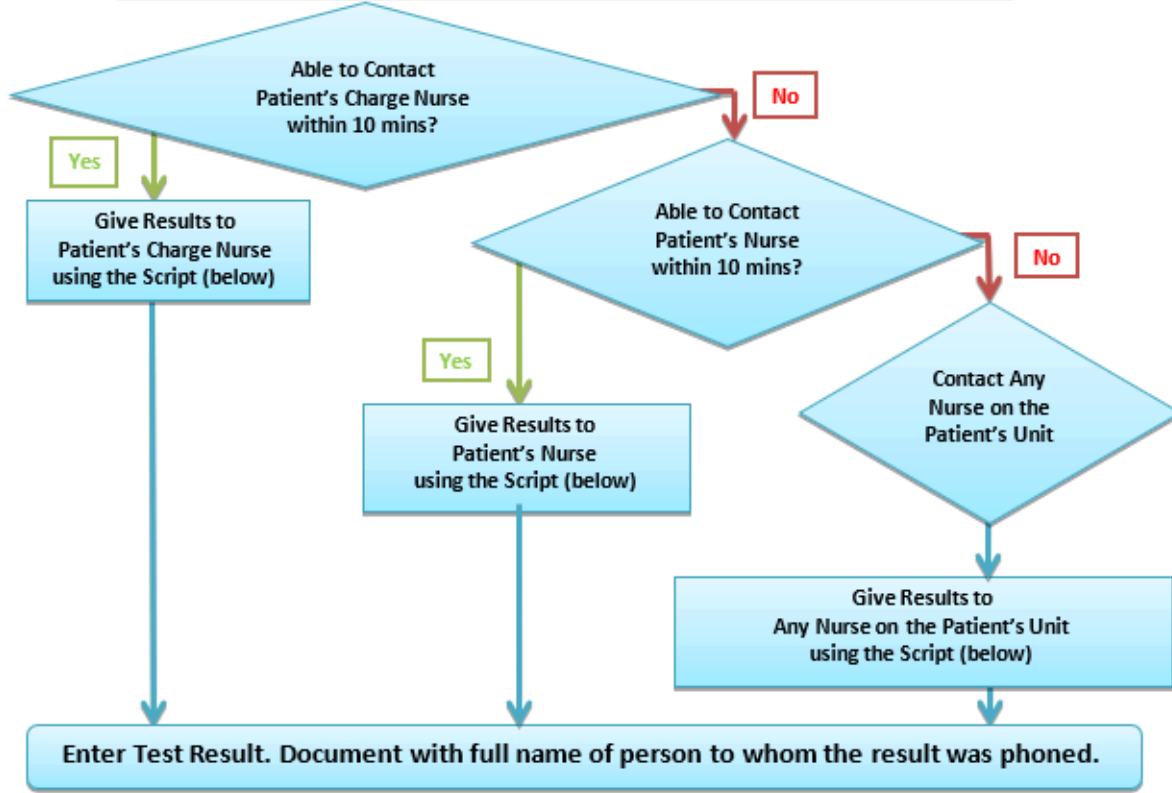 Able to Contact
Patient's Charge Nurse
within 10 mins?
No
Yes
Give Results to
Patient's Charge Nurse
using the Script (below)
Able to Contact
Patient's Nurse
within 10 mins?
No
Yes
Give Results to
Patient's Nurse
using the Script (below)
Contact Any
Nurse on the
Patient's Unit
Give Results to
Any Nurse on the Patient's Unit
using the Script (below)
Enter Test Result. Document with full name of person to whom the result was phoned.